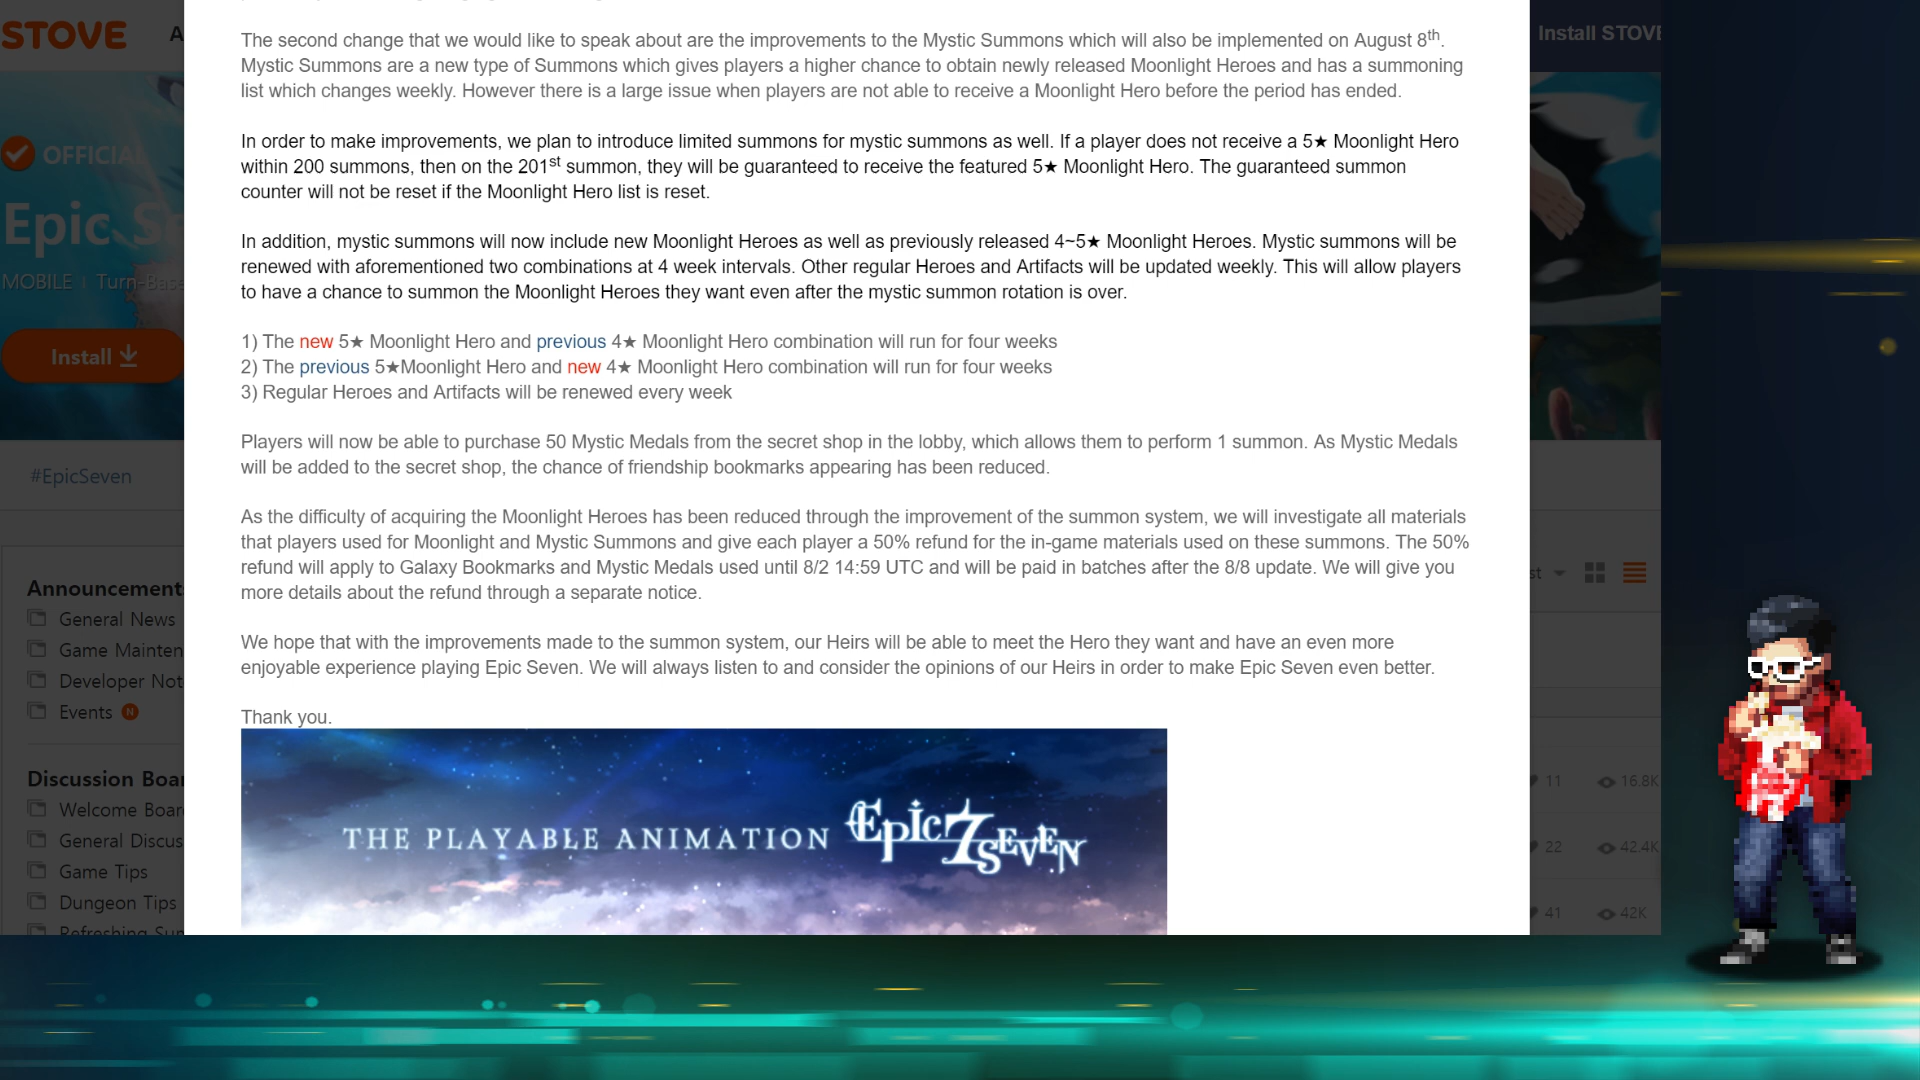 STOVE
A
Install STOVE
The second change that we would like to speak about are the improvements to the Mystic Summons which will also be implemented on August 8th.
Mystic Summons are a new type of Summons which gives players a higher chance to obtain newly released Moonlight Heroes and has a summoning
list which changes weekly. However there is a large issue when players are not able to receive a Moonlight Hero before the period has ended.
In order to make improvements, we plan to introduce limited summons for mystic summons as well. If a player does not receive a 5★ Moonlight Hero
within 200 summons, then on the 201st summon, they will be guaranteed to receive the featured 5★ Moonlight Hero. The guaranteed summon
counter will not be reset if the Moonlight Hero list is reset.
In addition, mystic summons will now include new Moonlight Heroes as well as previously released 4~5★ Moonlight Heroes. Mystic summons will be
renewed with aforementioned two combinations at 4 week intervals. Other regular Heroes and Artifacts will be updated weekly. This will allow players
to have a chance to summon the Moonlight Heroes they want even after the mystic summon rotation is over.
1) The new 5★ Moonlight Hero and previous 4★ Moonlight Hero combination will run for four weeks
2) The previous 5★Moonlight Hero and new 4★ Moonlight Hero combination will run for four weeks
3) Regular Heroes and Artifacts will be renewed every week
Players will now be able to purchase 50 Mystic Medals from the secret shop in the lobby, which allows them to perform 1 summon. As Mystic Medals
will be added to the secret shop, the chance of friendship bookmarks appearing has been reduced.
As the difficulty of acquiring the Moonlight Heroes has been reduced through the improvement of the summon system, we will investigate all materials
that players used for Moonlight and Mystic Summons and give each player a 50% refund for the in-game materials used on these summons. The 50%
refund will apply to Galaxy Bookmarks and Mystic Medals used until 8/2 14:59 UTC and will be paid in batches after the 8/8 update. We will give you
more details about the refund through a separate notice.
We hope that with the improvements made to the summon system, our Heirs will be able to meet the Hero they want and have an even more
enjoyable experience playing Epic Seven. We will always listen to and consider the opinions of our Heirs in order to make Epic Seven even better.
Thank you.
THE PLAYABLE ANIMATION Epic 7 SEVEN
OFFICIAL
Epic S
MOBILE | Turn-Base
Install
#EpicSeven
Announcements
General News
Game Mainten
Developer Not
Events N
Discussion Boar
Welcome Boar
General Discus
Game Tips
Dungeon Tips
Refreshing Sum
st
11 16.8K
22 42.4K
41 42K